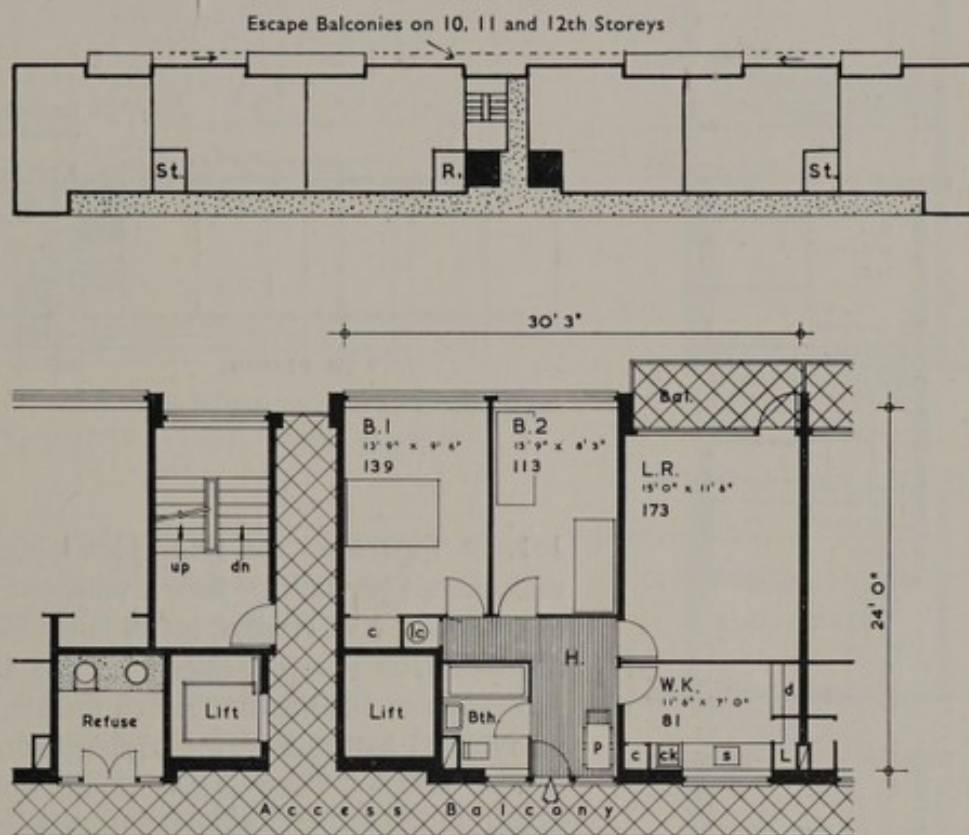 Escape Balconies on 10, 11 and 12th Storeys
St.
R.
St.
30' 3"
Bal.
B.1
13' 9" x 9' 6"
139
B.2
13' 9" x 8' 3"
113
L.R.
15' 0" x 11' 6"
173
up
dn
24' 0"
c
lc
H.
W.K.
11' 6" x 7' 0"
81
d
Refuse
Lift
Lift
Bth.
P
c
ck
s
L
Access Balcony